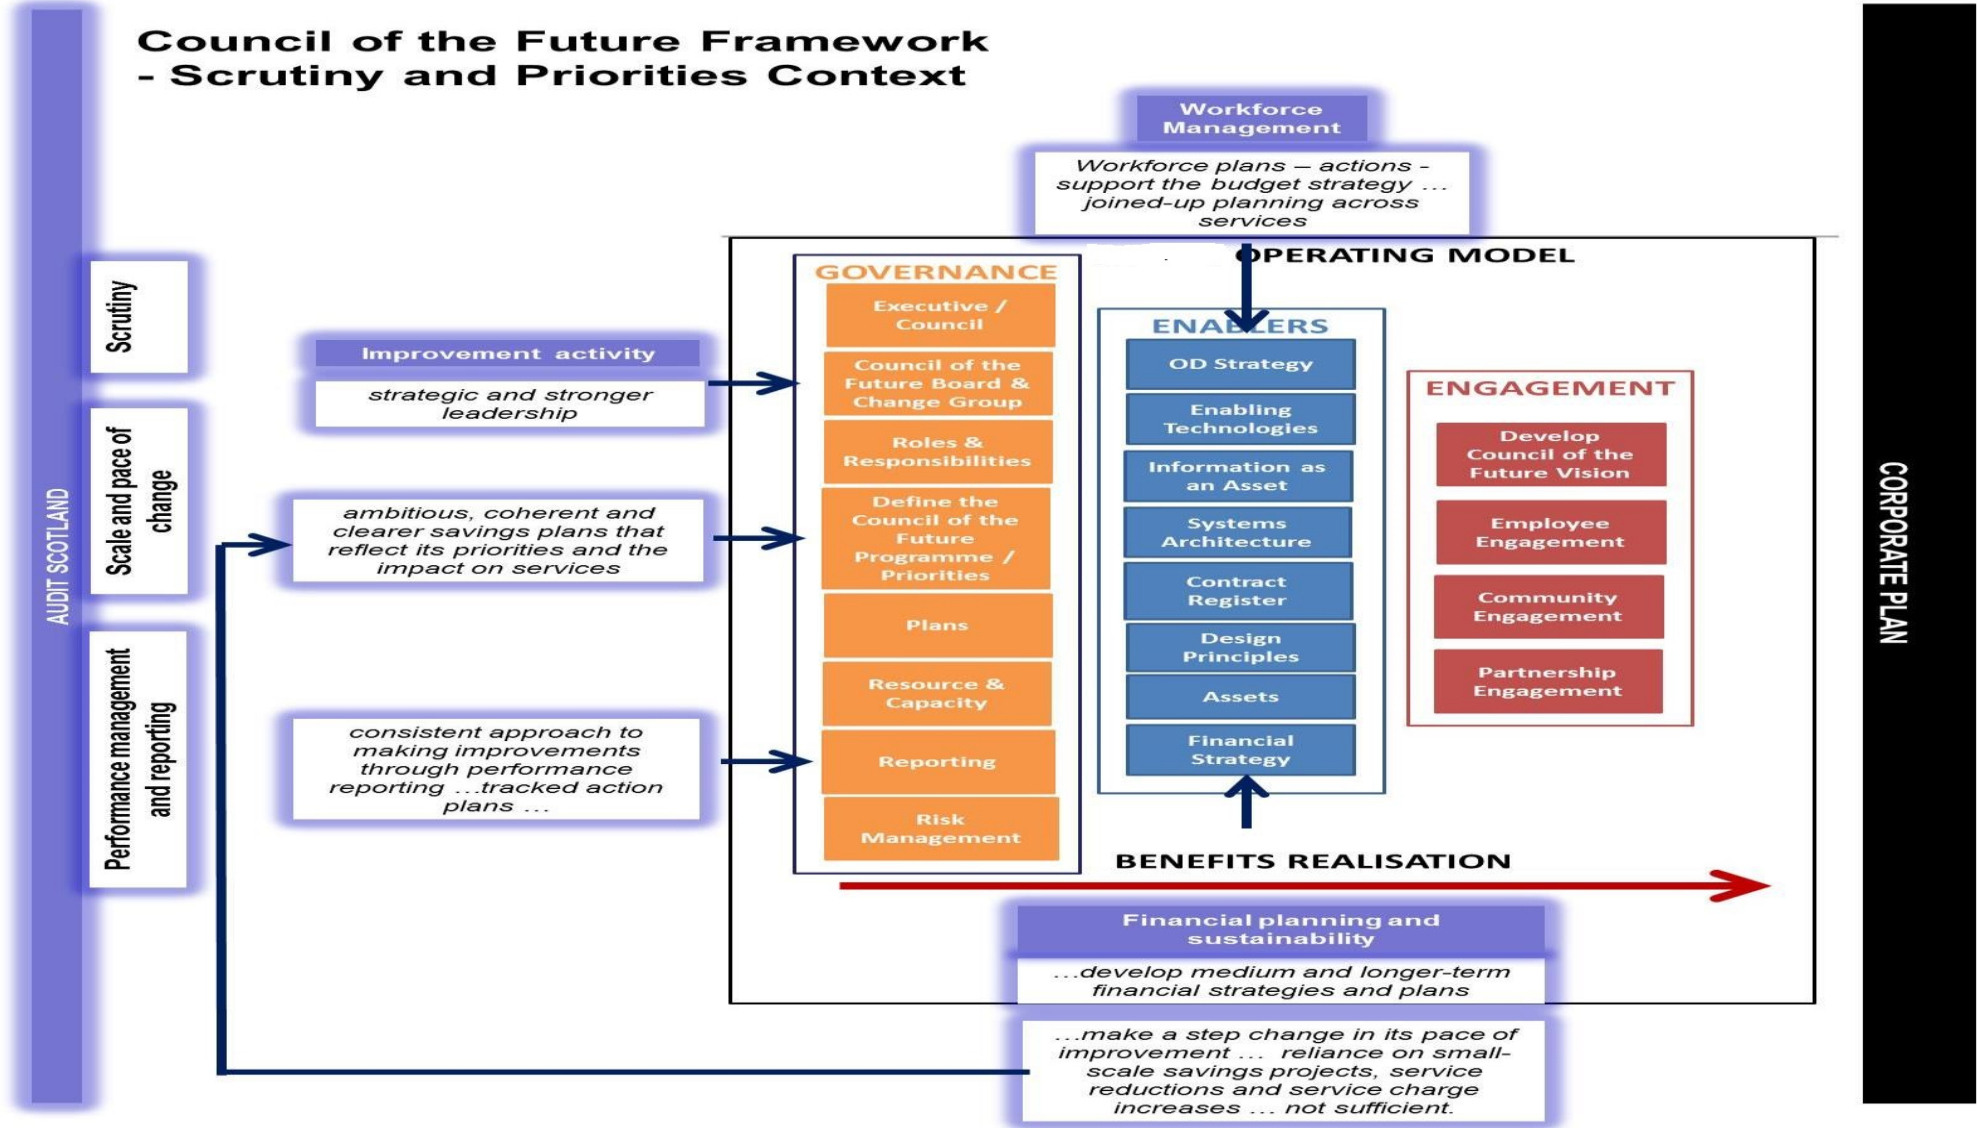 Council of the Future Framework
- Scrutiny and Priorities Context
AUDIT SCOTLAND
Scrutiny
Scale and pace of
change
Performance management
and reporting
Improvement activity
strategic and stronger
leadership
ambitious, coherent and
clearer savings plans that
reflect its priorities and the
impact on services
consistent approach to
making improvements
through performance
reporting …tracked action
plans …
Workforce
Management
Workforce plans – actions -
support the budget strategy …
joined-up planning across
services
OPERATING MODEL
GOVERNANCE
Executive /
Council
Council of the
Future Board &
Change Group
Roles &
Responsibilities
Define the
Council of the
Future
Programme /
Priorities
Plans
Resource &
Capacity
Reporting
Risk
Management
ENABLERS
OD Strategy
Enabling
Technologies
Information as
an Asset
Systems
Architecture
Contract
Register
Design
Principles
Assets
Financial
Strategy
ENGAGEMENT
Develop
Council of the
Future Vision
Employee
Engagement
Community
Engagement
Partnership
Engagement
BENEFITS REALISATION
Financial planning and
sustainability
…develop medium and longer-term
financial strategies and plans
…make a step change in its pace of
improvement … reliance on small-
scale savings projects, service
reductions and service charge
increases … not sufficient.
CORPORATE PLAN